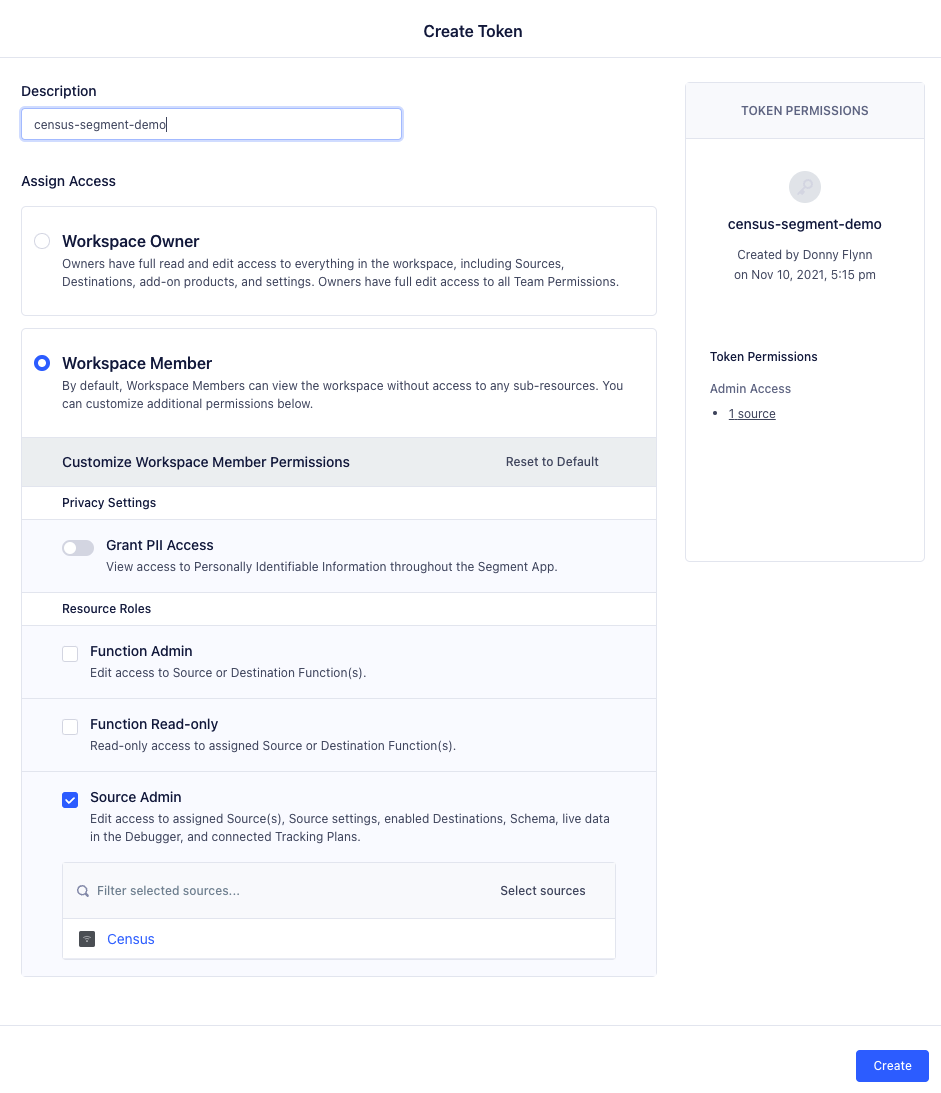 Create Token
Description
census-segment-demo
Assign Access
Workspace Owner
Owners have full read and edit access to everything in the workspace, including Sources,
Destinations, add-on products, and settings. Owners have full edit access to all Team Permissions.
Workspace Member
By default, Workspace Members can view the workspace without access to any sub-resources. You
can customize additional permissions below.
Customize Workspace Member Permissions
Reset to Default
Privacy Settings
Grant PII Access
View access to Personally Identifiable Information throughout the Segment App.
Resource Roles
Function Admin
Edit access to Source or Destination Function(s).
Function Read-only
Read-only access to assigned Source or Destination Function(s).
Source Admin
Edit access to assigned Source(s), Source settings, enabled Destinations, Schema, live data
in the Debugger, and connected Tracking Plans.
Filter selected sources...
Select sources
Census
TOKEN PERMISSIONS
census-segment-demo
Created by Donny Flynn
on Nov 10, 2021, 5:15 pm
Token Permissions
Admin Access
• 1 source
Create